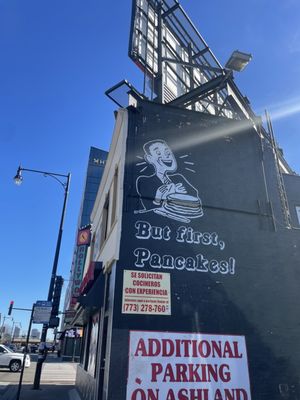 But first,
Pancakes!
SE SOLICITAN
COCINEROS
CON EXPERIENCIA
(773) 278-760
ADDITIONAL
PARKING
ON ASHLAND